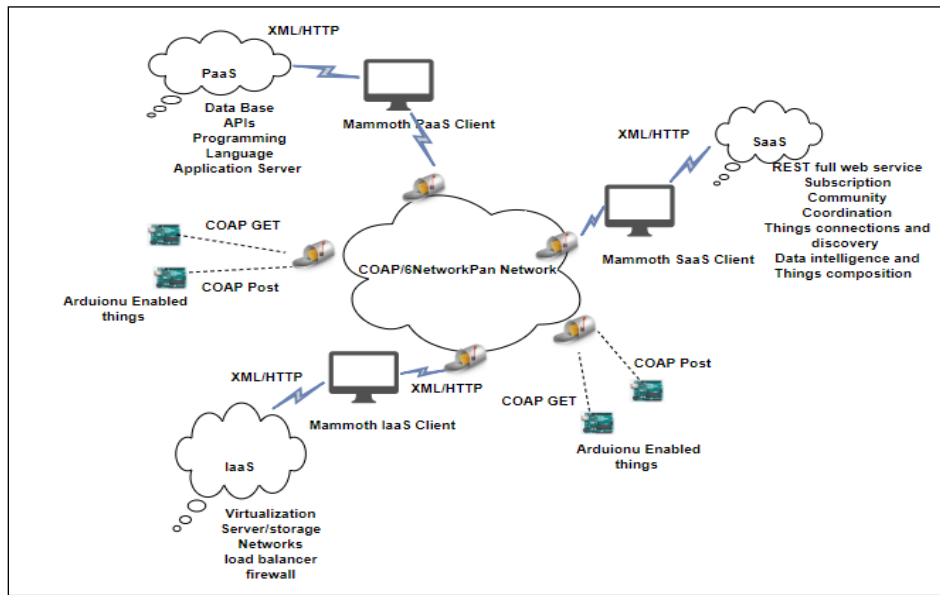 XML/HTTP
PaaS
Data Base
APIs
Programming
Language
Application Server
Mammoth PaaS Client
XML/HTTP
SaaS
REST full web service
Subscription
Community
Coordination
Things connections and
discovery
Data intelligence and
Things composition
Mammoth SaaS Client
COAP GET
COAP Post
Arduionu Enabled
things
COAP/6NetworkPan Network
XML/HTTP
XML/HTTP
Mammoth IaaS Client
IaaS
Virtualization
Server/storage
Networks
load balancer
firewall
COAP Post
COAP GET
Arduionu Enabled
things